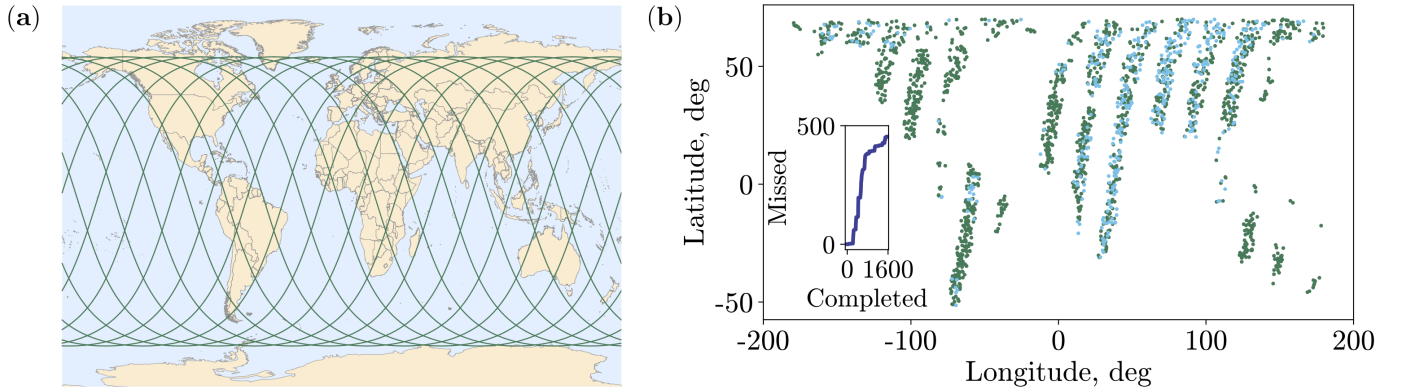 (a)
(b)
50
0
-50
Latitude, deg
500
0
Missed
0 1600
Completed
-200 -100 0 100 200
Longitude, deg